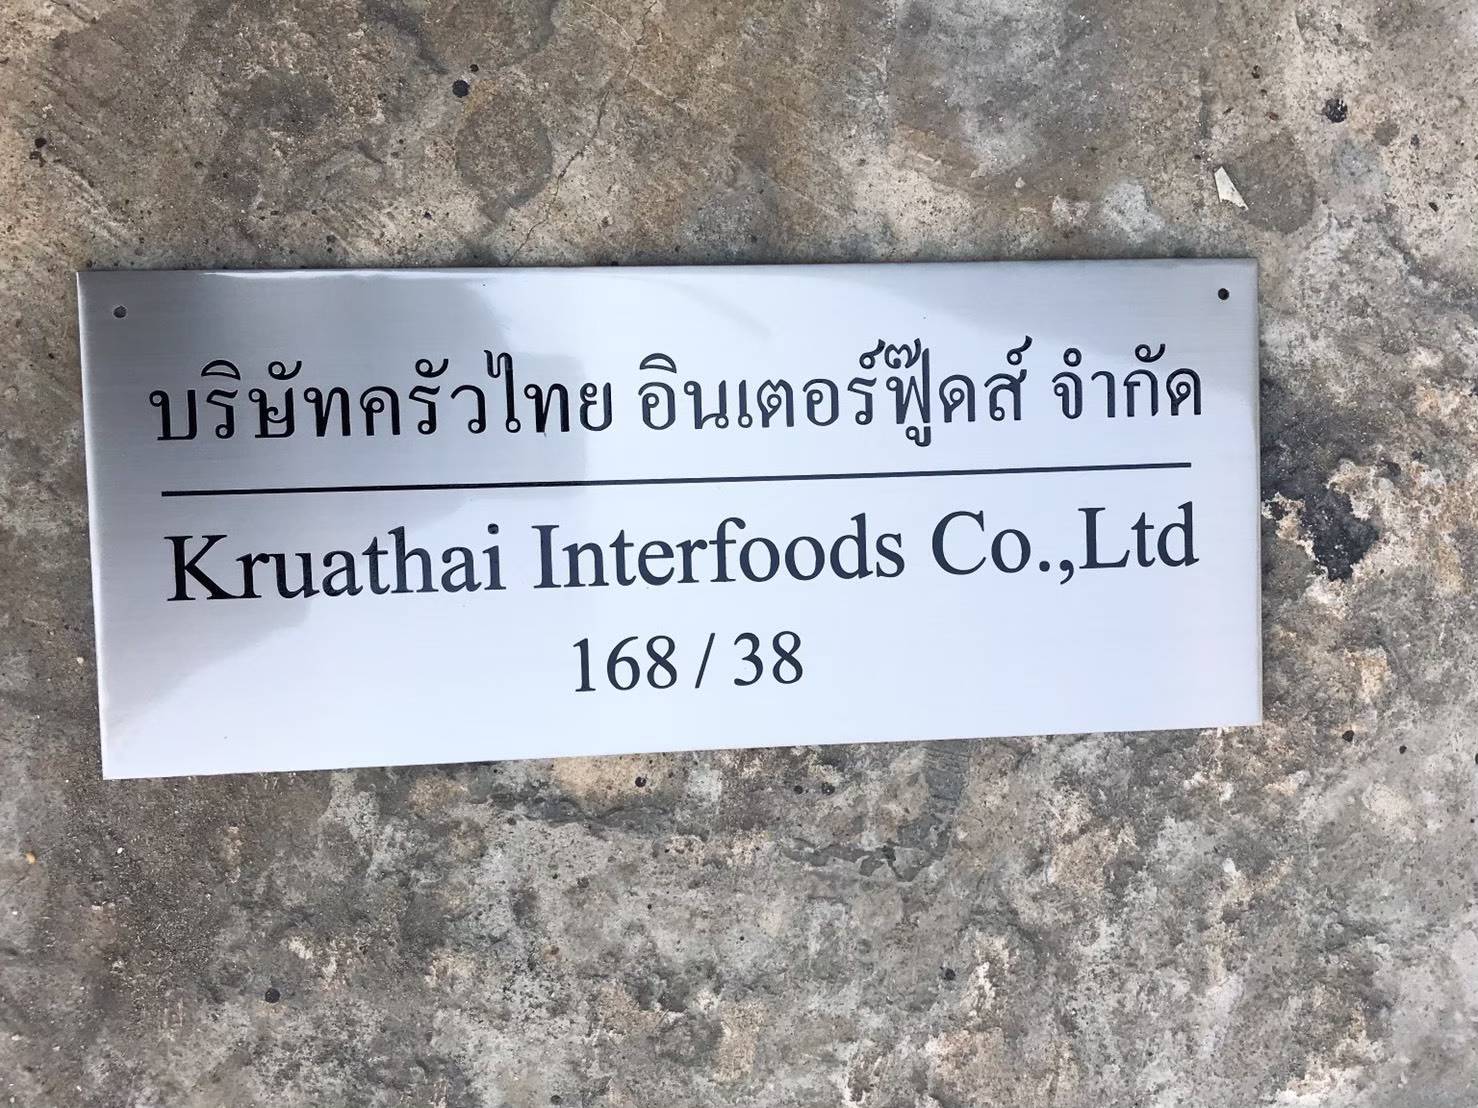 บริษัทครัวไทย อินเตอร์ฟู๊ดส์ จำกัด
Kruathai Interfoods Co.,Ltd
168 / 38